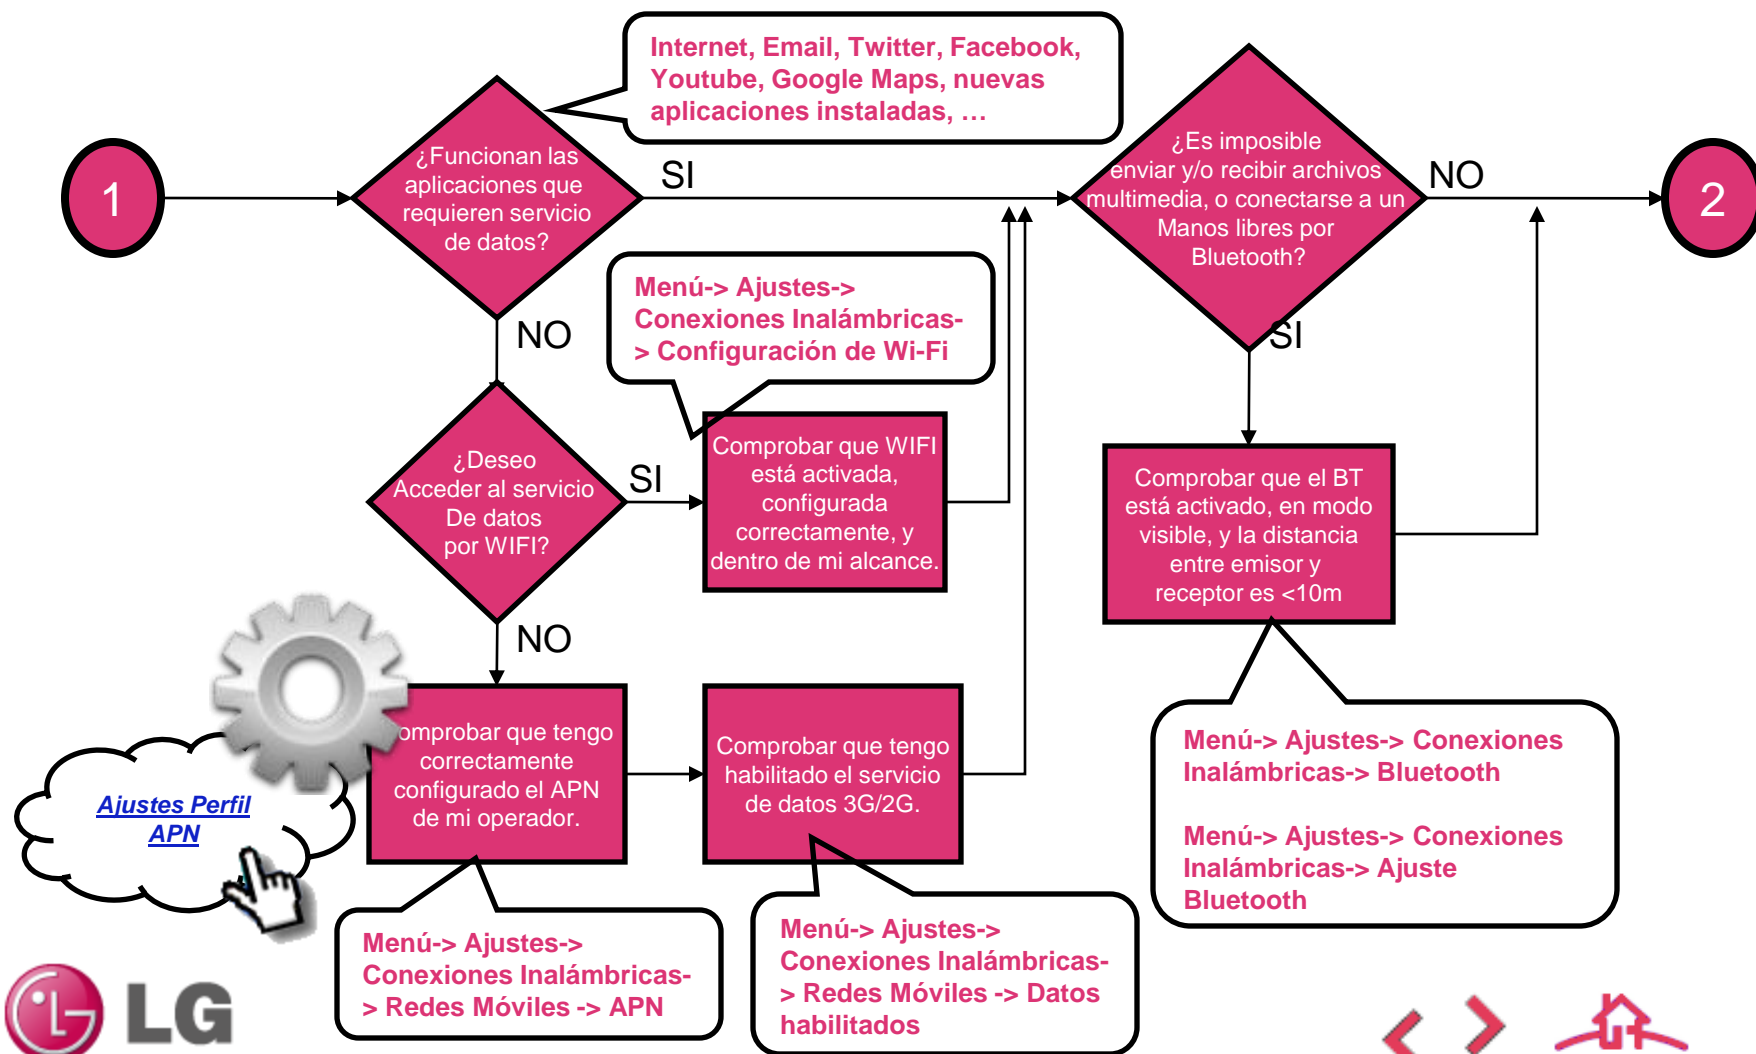 Internet, Email, Twitter, Facebook,
Youtube, Google Maps, nuevas
aplicaciones instaladas, …
1
¿Funcionan las
aplicaciones que
requieren servicio
de datos?
SI
¿Es imposible
enviar y/o recibir archivos
multimedia, o conectarse a un
Manos libres por
Bluetooth?
NO
2
NO
Menú-> Ajustes->
Conexiones Inalámbricas-
> Configuración de Wi-Fi
SI
¿Deseo
Acceder al servicio
De datos
por WIFI?
SI
Comprobar que WIFI
está activada,
configurada
correctamente, y
dentro de mi alcance.
Comprobar que el BT
está activado, en modo
visible, y la distancia
entre emisor y
receptor es <10m
NO
omprobar que tengo
correctamente
configurado el APN
de mi operador.
Comprobar que tengo
habilitado el servicio
de datos 3G/2G.
Ajustes Perfil
APN
Menú-> Ajustes-> Conexiones
Inalámbricas-> Bluetooth
Menú-> Ajustes-> Conexiones
Inalámbricas-> Ajuste
Bluetooth
Menú-> Ajustes->
Conexiones Inalámbricas-
> Redes Móviles -> APN
Menú-> Ajustes->
Conexiones Inalámbricas-
> Redes Móviles -> Datos
habilitados
LG